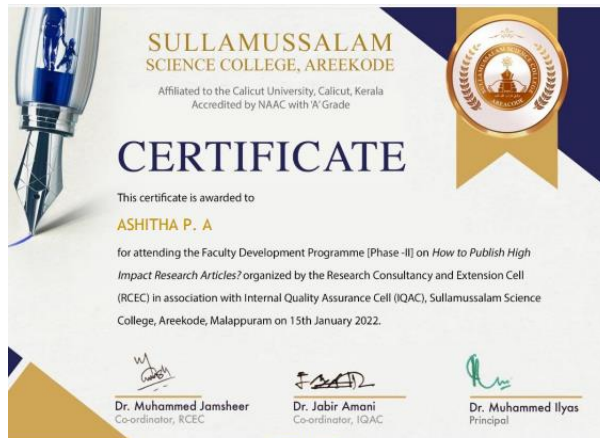 SULLAMUSSALAM
SCIENCE COLLEGE, AREEKODE
Affiliated to the Calicut University, Calicut, Kerala
Accredited by NAAC with 'A' Grade
SULLAMUSSALAM SCIENCE COLLEGE
AREACODE
CERTIFICATE
This certificate is awarded to
ASHITHA P. A
for attending the Faculty Development Programme [Phase -II] on How to Publish High
Impact Research Articles? organized by the Research Consultancy and Extension Cell
(RCEC) in association with Internal Quality Assurance Cell (IQAC), Sullamussalam Science
College, Areekode, Malappuram on 15th January 2022.
Dr. Muhammed Jamsheer
Co-ordinator, RCEC
Dr. Jabir Amani
Co-ordinator, IQAC
Dr. Muhammed Ilyas
Principal